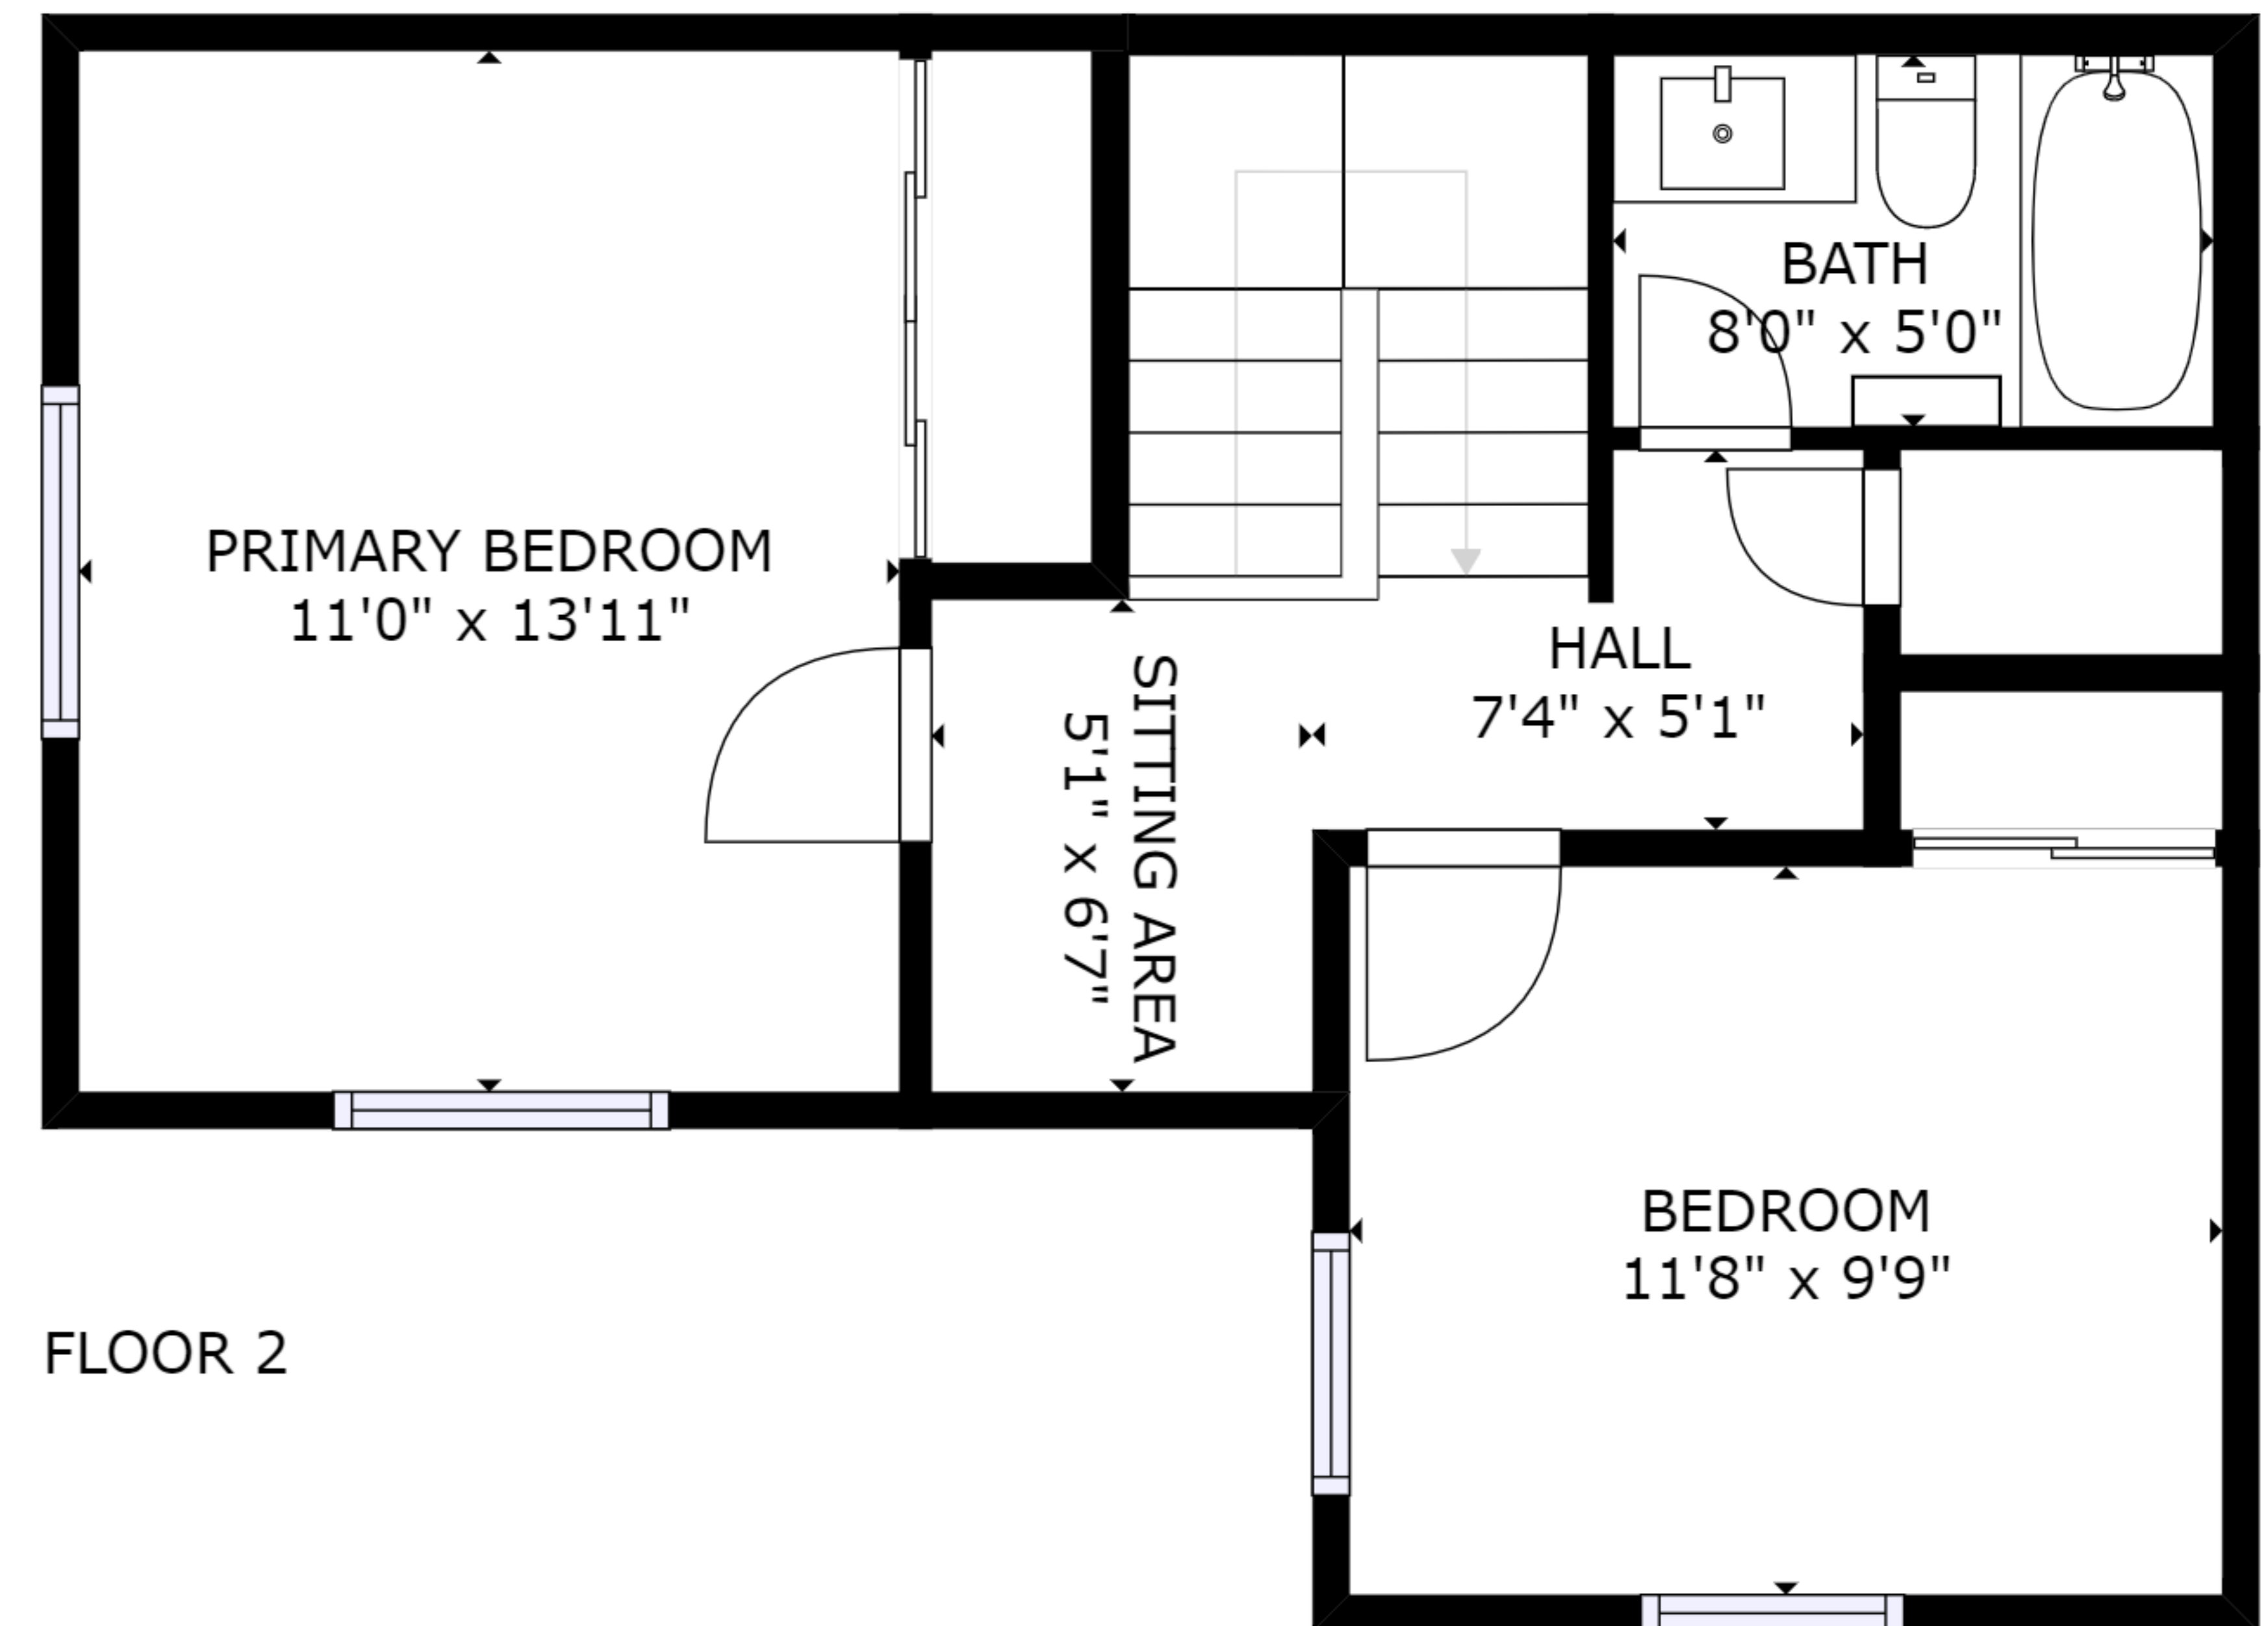 PRIMARY BEDROOM
11'0" x 13'11"
BATH
8'0" x 5'0"
HALL
7'4" x 5'1"
SITTING AREA
5'1" x 6'7"
BEDROOM
11'8" x 9'9"
FLOOR 2